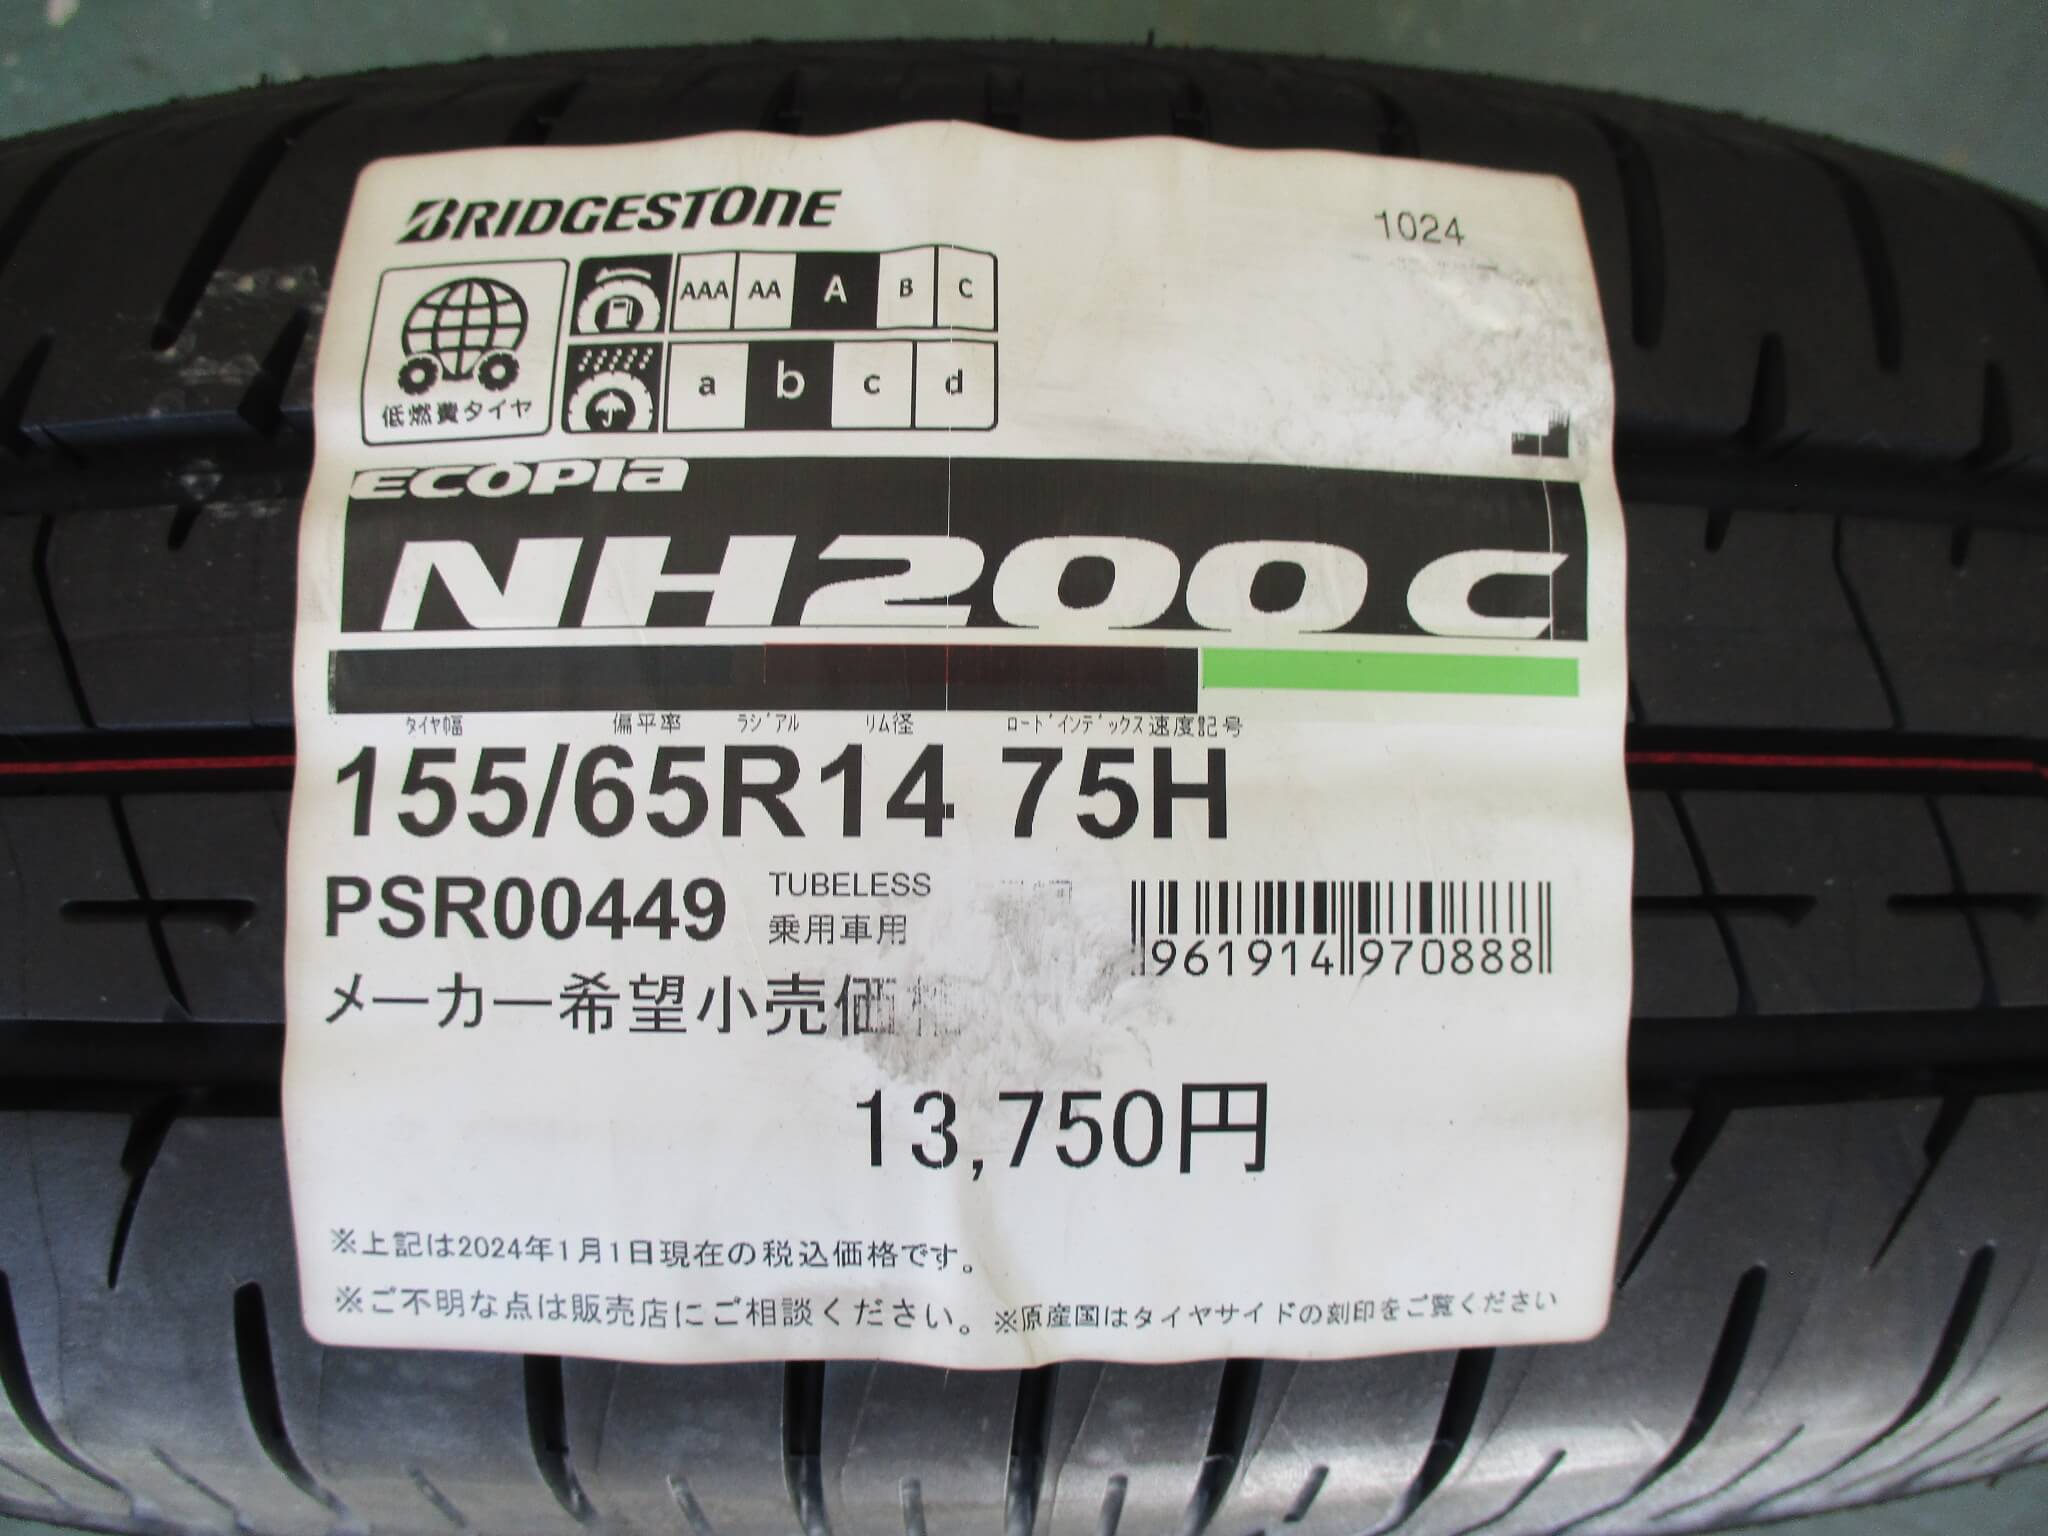 BRIDGESTONE
1024
AAA AA A B C
a b c d
低燃費タイヤ
ECOPIA
NH200 C
タイヤ幅 偏平率 ラジアル リム径 ロードインデックス 速度記号
155/65R14 75H
PSR00449 TUBELESS
乗用車用
961914 970888
メーカー希望小売価格
13,750円
※上記は2024年1月1日現在の税込価格です。
※ご不明な点は販売店にご相談ください。 ※原産国はタイヤサイドの刻印をご覧ください